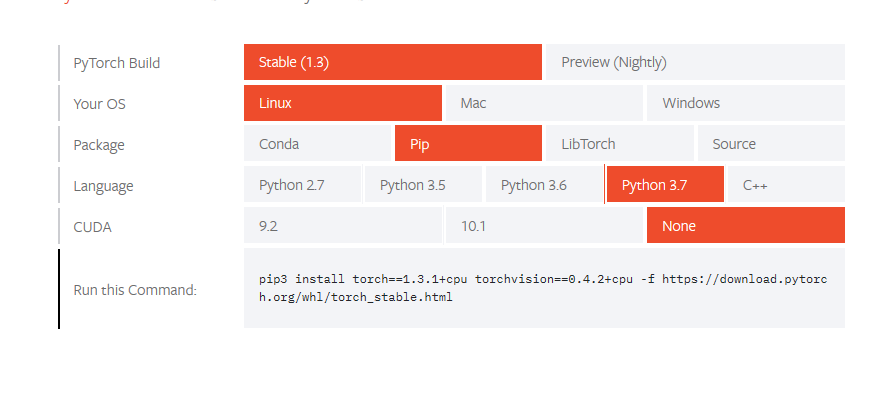 PyTorch Build
Stable (1.3)
Preview (Nightly)
Your OS
Linux
Mac
Windows
Package
Conda
Pip
LibTorch
Source
Language
Python 2.7
Python 3.5
Python 3.6
Python 3.7
C++
CUDA
9.2
10.1
None
Run this Command:
pip3 install torch==1.3.1+cpu torchvision==0.4.2+cpu -f https://download.pytorc
h.org/whl/torch_stable.html